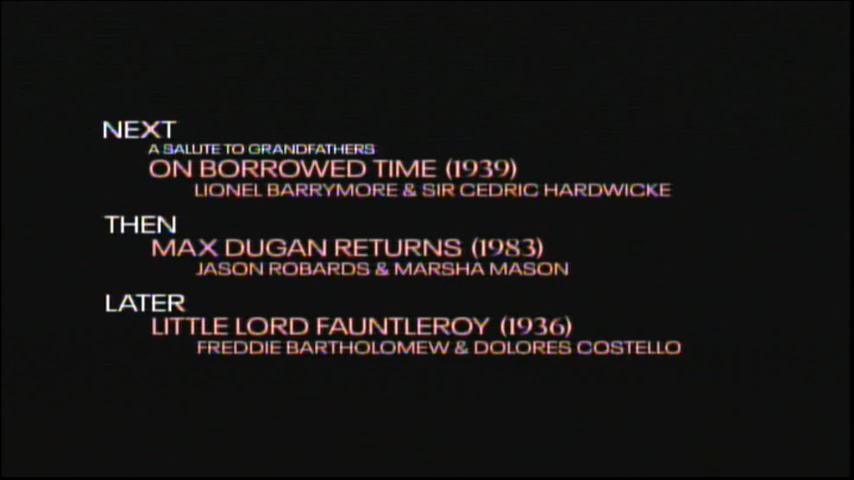 NEXT
A SALUTE TO GRANDFATHERS
ON BORROWED TIME (1939)
LIONEL BARRYMORE & SIR CEDRIC HARDWICKE
THEN
MAX DUGAN RETURNS (1983)
JASON ROBARDS & MARSHA MASON
LATER
LITTLE LORD FAUNTLEROY (1936)
FREDDIE BARTHOLOMEW & DOLORES COSTELLO